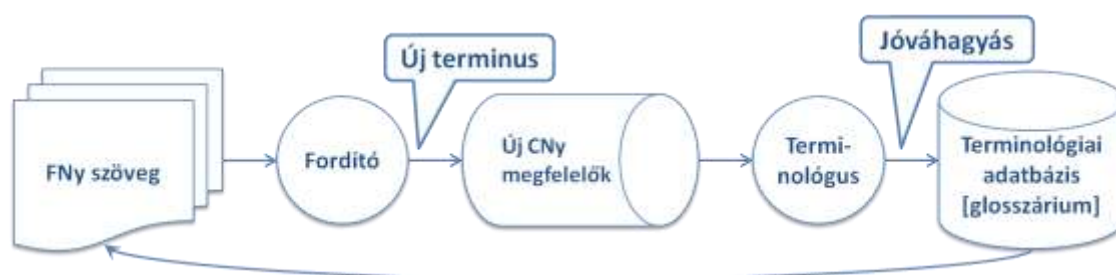 Új terminus
Jóváhagyás
FNy szöveg
Fordító
Új CNy
megfelelők
Termi-
nológus
Terminológiai
adatbázis
[glosszárium]